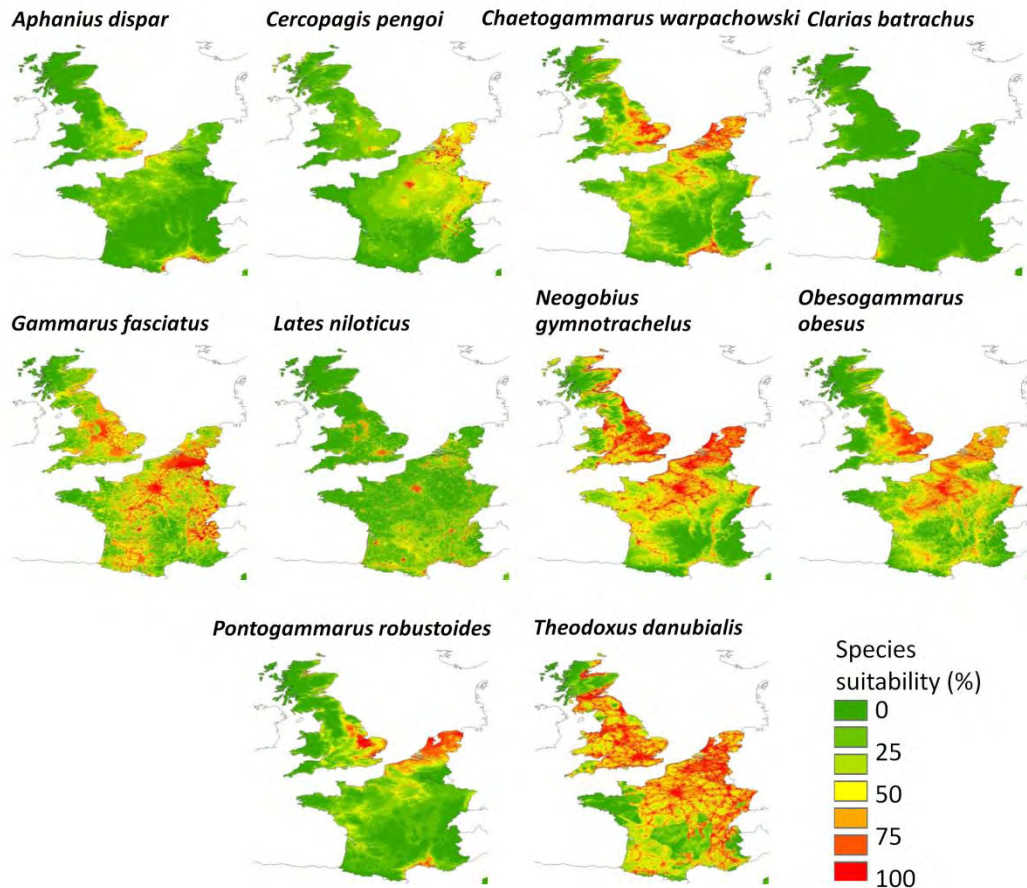 Aphanius dispar
Cercopagis pengoi
Chaetogammarus warpachowski
Clarias batrachus
Gammarus fasciatus
Lates niloticus
Neogobius
gymnotrachelus
Obesogammarus
obesus
Pontogammarus robustoides
Theodoxus danubialis
Species
suitability (%)
0
25
50
75
100